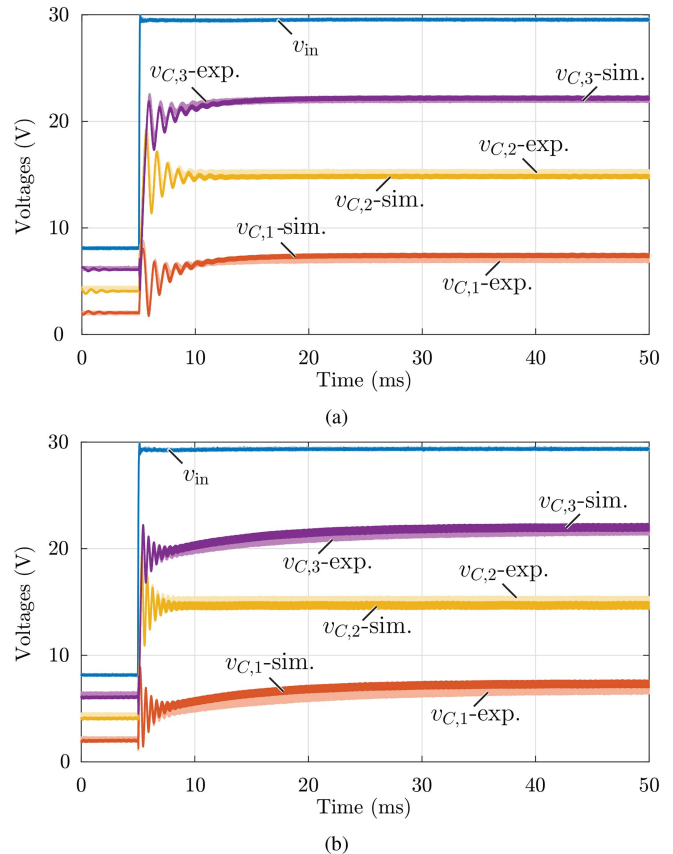 30
v_in
v_C,3-exp.
v_C,3-sim.
20
v_C,2-exp.
v_C,2-sim.
10
v_C,1-sim.
v_C,1-exp.
0
Voltages (V)
0 10 20 30 40 50
Time (ms)
(a)
30
v_in
v_C,3-sim.
20
v_C,3-exp.
v_C,2-exp.
v_C,2-sim.
10
v_C,1-sim.
v_C,1-exp.
0
Voltages (V)
0 10 20 30 40 50
Time (ms)
(b)